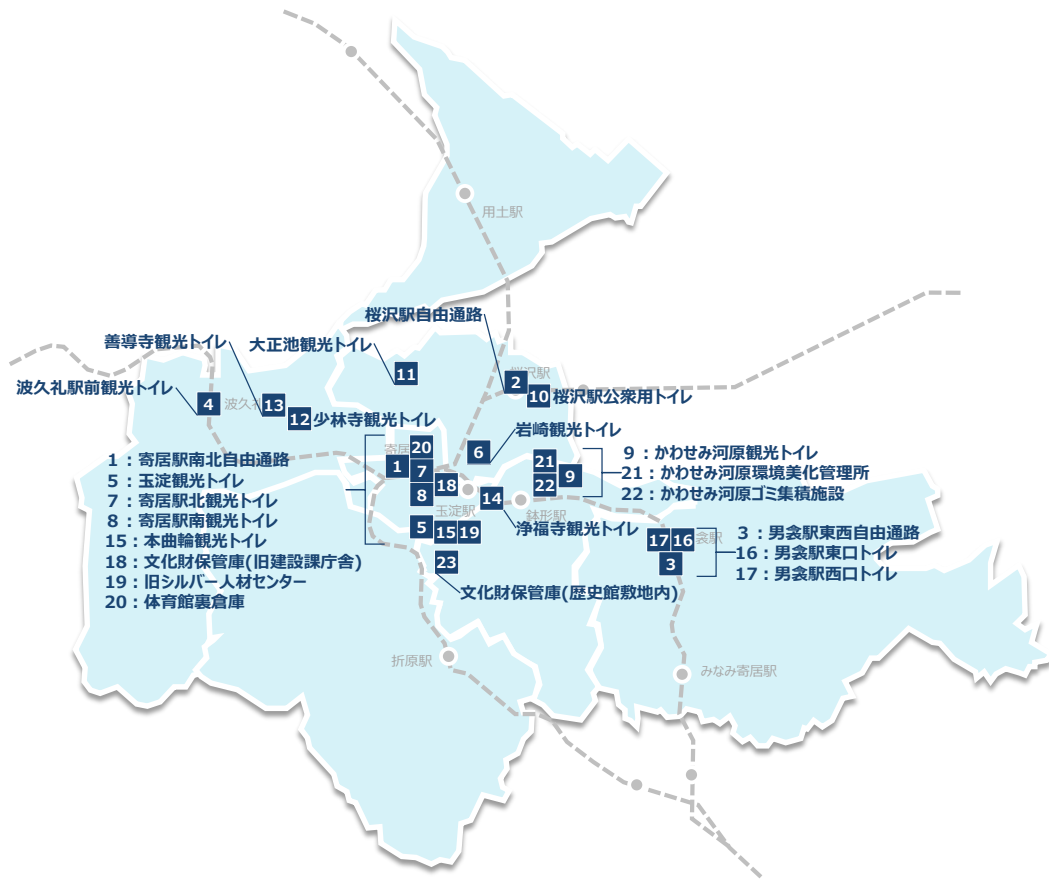 用土駅
桜沢駅自由通路
善導寺観光トイレ
大正池観光トイレ
11
桜沢駅
2
波久礼駅前観光トイレ
4
波久礼
13
10
桜沢駅公衆用トイレ
12
少林寺観光トイレ
岩崎観光トイレ
寄居
20
6
1
7
21
9
22
9：かわせみ河原観光トイレ
21：かわせみ河原環境美化管理所
22：かわせみ河原ゴミ集積施設
1：寄居駅南北自由通路
5：玉淀観光トイレ
7：寄居駅北観光トイレ
8：寄居駅南観光トイレ
15：本曲輪観光トイレ
18：文化財保管庫(旧建設課庁舎)
19：旧シルバー人材センター
20：体育館裏倉庫
8
18
14
玉淀駅
鉢形駅
浄福寺観光トイレ
5
15
19
23
文化財保管庫(歴史館敷地内)
17
16
衾駅
3
3：男衾駅東西自由通路
16：男衾駅東口トイレ
17：男衾駅西口トイレ
折原駅
みなみ寄居駅